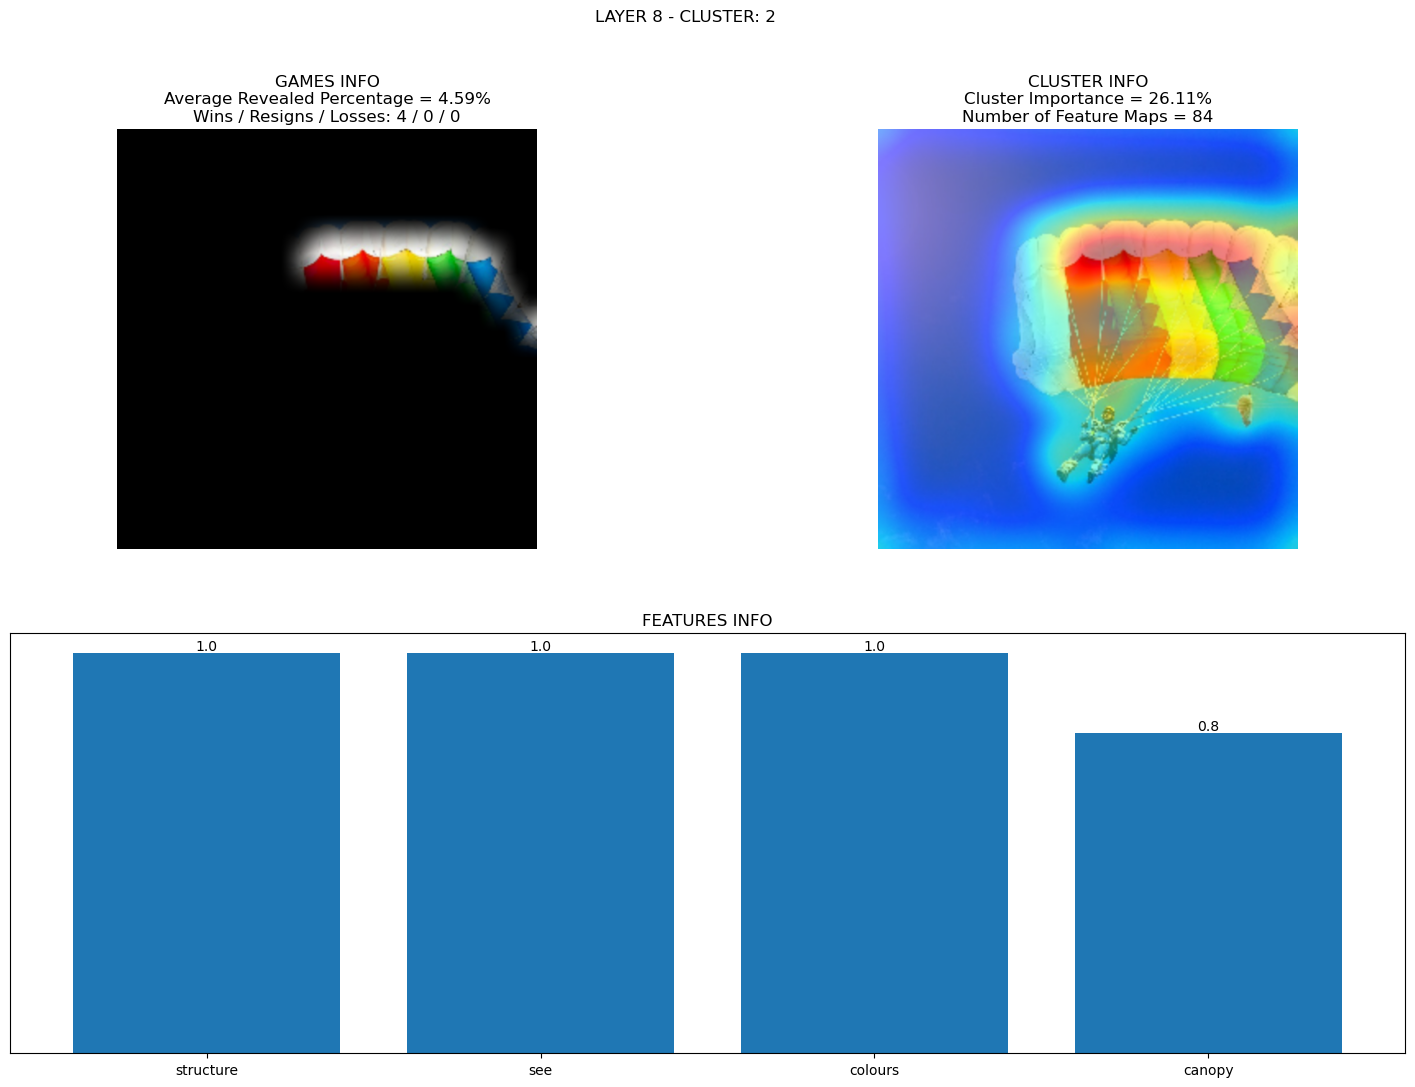 LAYER 8 - CLUSTER: 2
GAMES INFO
Average Revealed Percentage = 4.59%
Wins / Resigns / Losses: 4 / 0 / 0
CLUSTER INFO
Cluster Importance = 26.11%
Number of Feature Maps = 84
FEATURES INFO
1.0
1.0
1.0
0.8
structure
see
colours
canopy